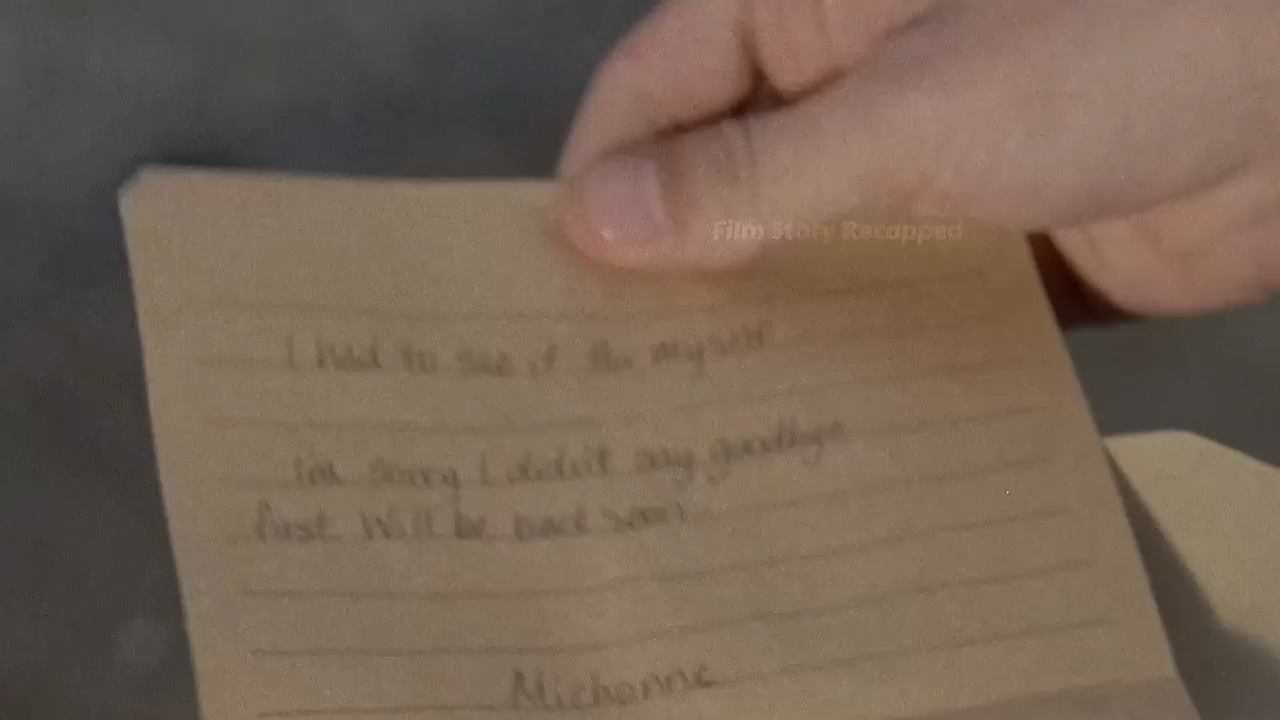 Film Story Recapped
I had to see it for myself
I'm sorry I didn't say goodbye
first will be back soon
Michonne